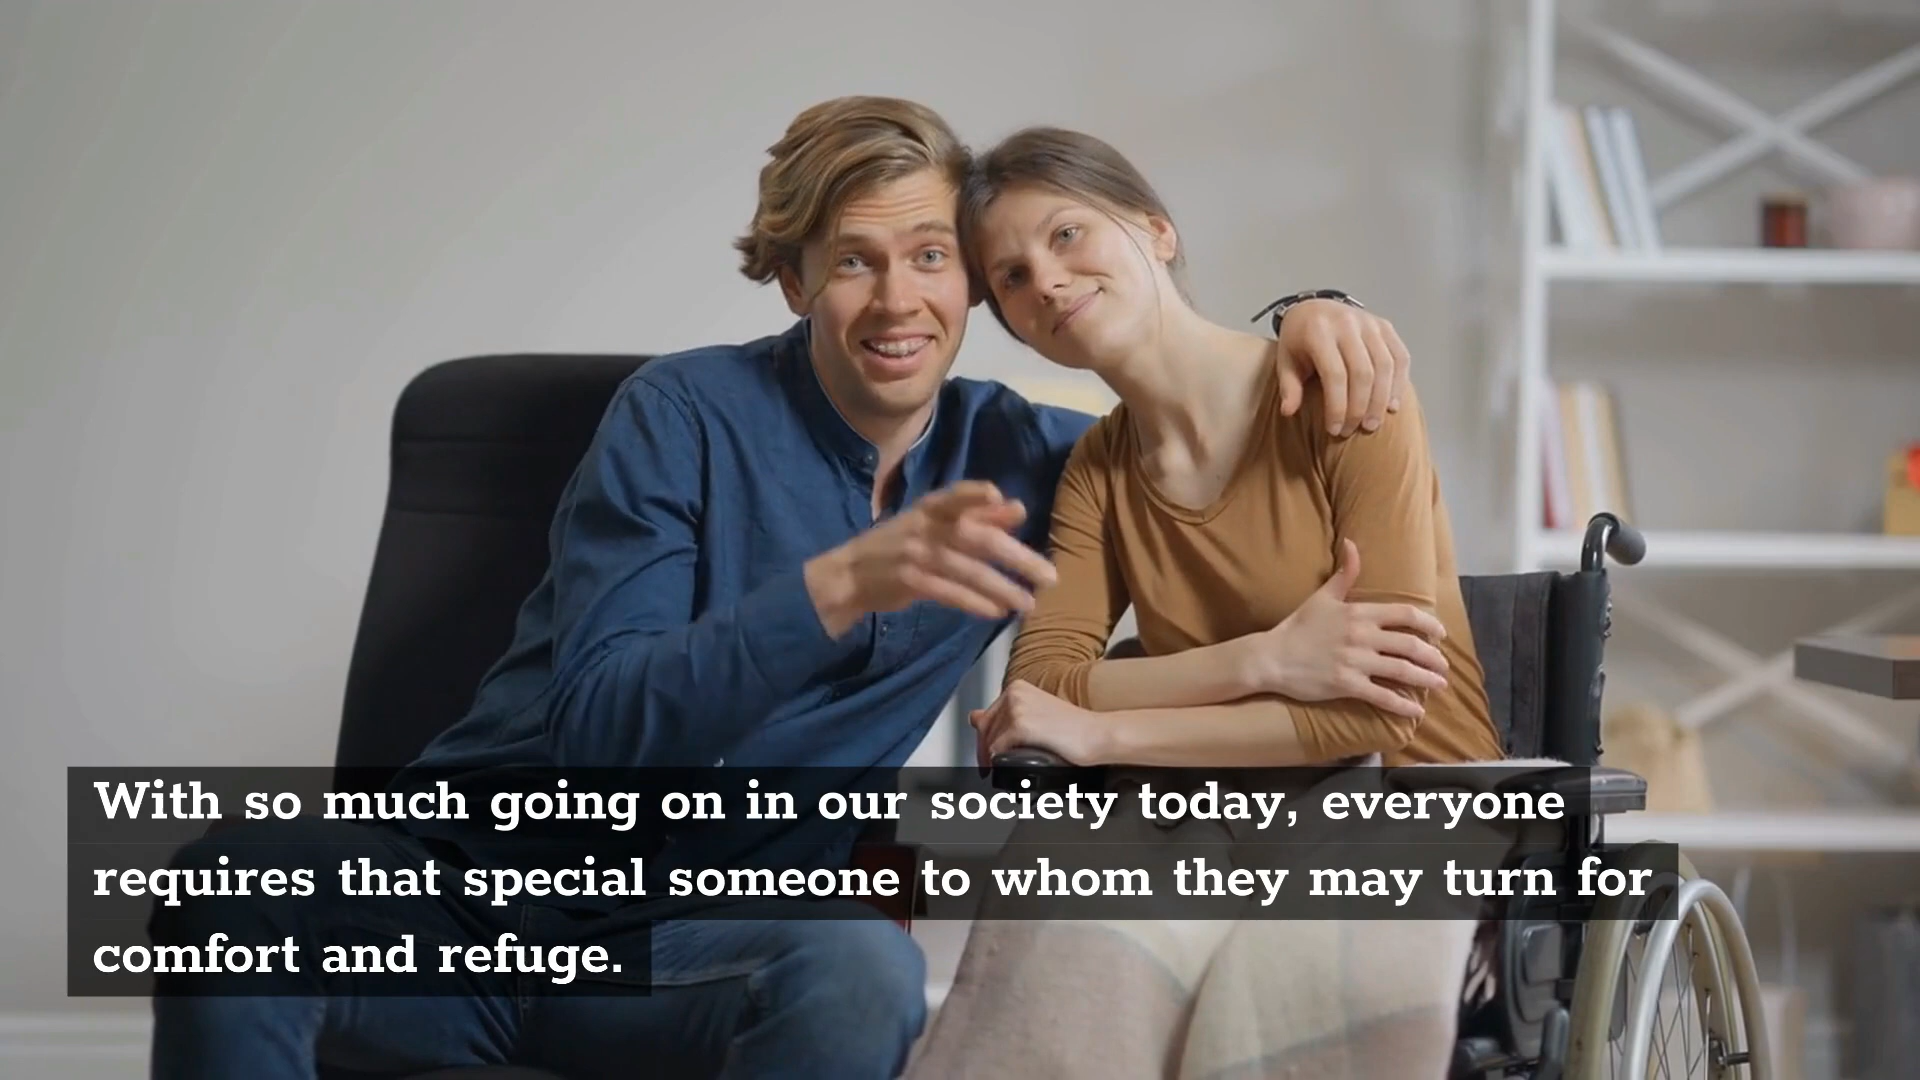 With so much going on in our society today, everyone
requires that special someone to whom they may turn for
comfort and refuge.